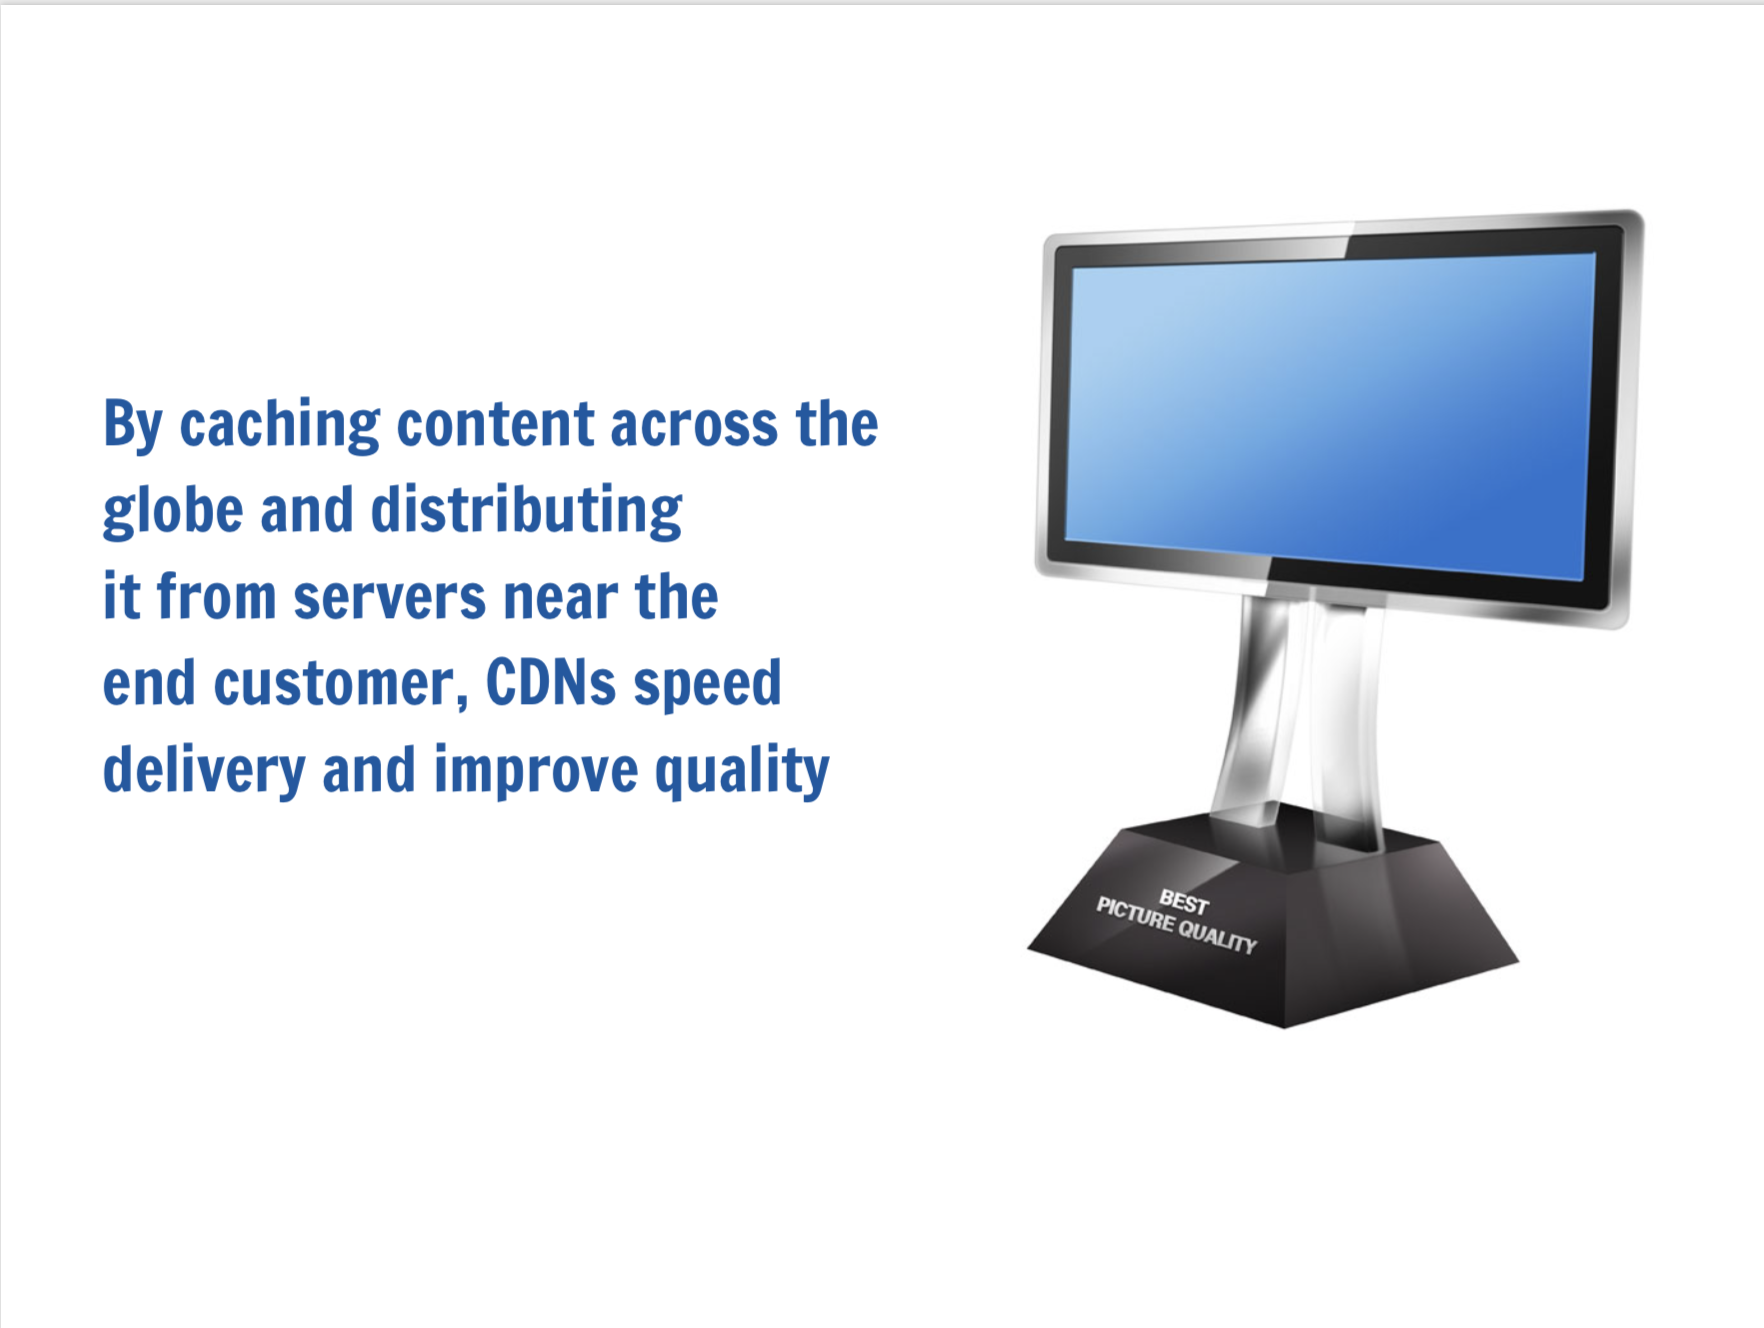 By caching content across the
globe and distributing
it from servers near the
end customer, CDNs speed
delivery and improve quality
BEST
PICTURE QUALITY